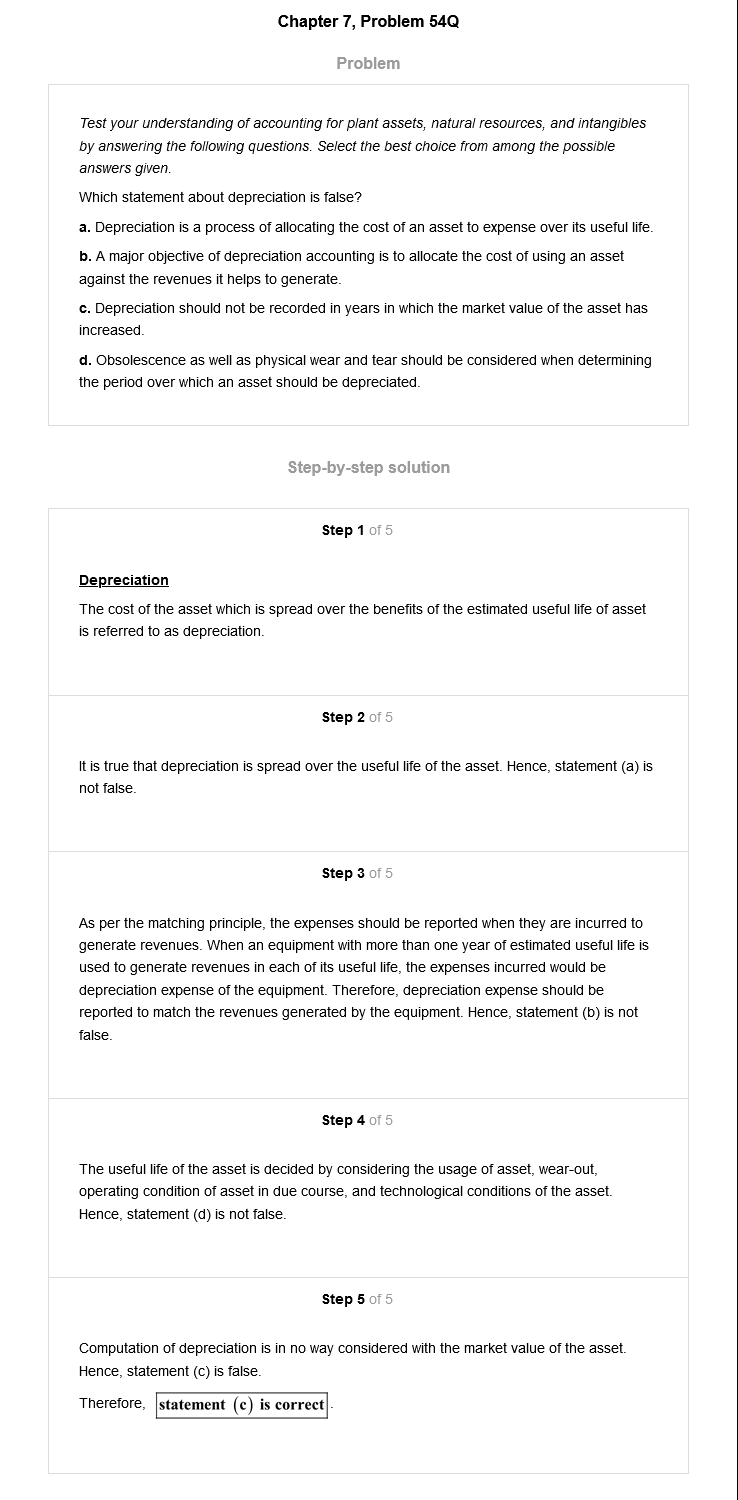 Chapter 7, Problem 54Q
Problem
Test your understanding of accounting for plant assets, natural resources, and intangibles
by answering the following questions. Select the best choice from among the possible
answers given.
Which statement about depreciation is false?
a. Depreciation is a process of allocating the cost of an asset to expense over its useful life.
b. A major objective of depreciation accounting is to allocate the cost of using an asset
against the revenues it helps to generate.
c. Depreciation should not be recorded in years in which the market value of the asset has
increased.
d. Obsolescence as well as physical wear and tear should be considered when determining
the period over which an asset should be depreciated.
Step-by-step solution
Step 1 of 5
Depreciation
The cost of the asset which is spread over the benefits of the estimated useful life of asset
is referred to as depreciation.
Step 2 of 5
It is true that depreciation is spread over the useful life of the asset. Hence, statement (a) is
not false.
Step 3 of 5
As per the matching principle, the expenses should be reported when they are incurred to
generate revenues. When an equipment with more than one year of estimated useful life is
used to generate revenues in each of its useful life, the expenses incurred would be
depreciation expense of the equipment. Therefore, depreciation expense should be
reported to match the revenues generated by the equipment. Hence, statement (b) is not
false.
Step 4 of 5
The useful life of the asset is decided by considering the usage of asset, wear-out,
operating condition of asset in due course, and technological conditions of the asset.
Hence, statement (d) is not false.
Step 5 of 5
Computation of depreciation is in no way considered with the market value of the asset.
Hence, statement (c) is false.
Therefore, statement (c) is correct.